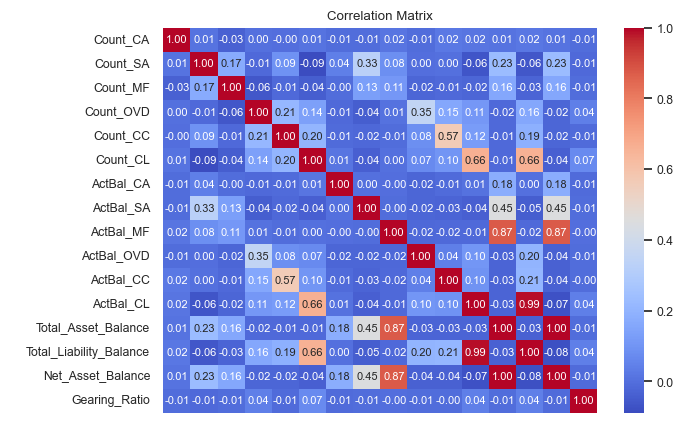 Correlation Matrix
Count_CA 1.00 0.01 -0.03 0.00 -0.00 0.01 -0.01 -0.01 0.02 -0.01 0.02 0.02 0.01 0.02 0.01 -0.01
Count_SA 0.01 1.00 0.17 -0.01 0.09 -0.09 0.04 0.33 0.08 0.00 0.00 -0.06 0.23 -0.06 0.23 -0.01
Count_MF -0.03 0.17 1.00 -0.06 -0.01 -0.04 -0.00 0.13 0.11 -0.02 -0.01 -0.02 0.16 -0.03 0.16 -0.01
Count_OVD 0.00 -0.01 -0.06 1.00 0.21 0.14 -0.01 -0.04 0.01 0.35 0.15 0.11 -0.02 0.16 -0.02 0.04
Count_CC -0.00 0.09 -0.01 0.21 1.00 0.20 -0.01 -0.02 -0.01 0.08 0.57 0.12 -0.01 0.19 -0.02 -0.01
Count_CL 0.01 -0.09 -0.04 0.14 0.20 1.00 0.01 -0.04 0.00 0.07 0.10 0.66 -0.01 0.66 -0.04 0.07
ActBal_CA -0.01 0.04 -0.00 -0.01 -0.01 0.01 1.00 0.00 -0.00 -0.02 -0.01 0.01 0.18 0.00 0.18 -0.01
ActBal_SA -0.01 0.33 0.13 -0.04 -0.02 -0.04 0.00 1.00 -0.00 -0.02 -0.03 -0.04 0.45 -0.05 0.45 -0.01
ActBal_MF 0.02 0.08 0.11 0.01 -0.01 0.00 -0.00 -0.00 1.00 -0.02 -0.02 -0.01 0.87 -0.02 0.87 -0.00
ActBal_OVD -0.01 0.00 -0.02 0.35 0.08 0.07 -0.02 -0.02 -0.02 1.00 0.04 0.10 -0.03 0.20 -0.04 -0.01
ActBal_CC 0.02 0.00 -0.01 0.15 0.57 0.10 -0.01 -0.03 -0.02 0.04 1.00 0.10 -0.03 0.21 -0.04 -0.00
ActBal_CL 0.02 -0.06 -0.02 0.11 0.12 0.66 0.01 -0.04 -0.01 0.10 0.10 1.00 -0.03 0.99 -0.07 0.04
Total_Asset_Balance 0.01 0.23 0.16 -0.02 -0.01 -0.01 0.18 0.45 0.87 -0.03 -0.03 -0.03 1.00 -0.03 1.00 -0.01
Total_Liability_Balance 0.02 -0.06 -0.03 0.16 0.19 0.66 0.00 -0.05 -0.02 0.20 0.21 0.99 -0.03 1.00 -0.08 0.04
Net_Asset_Balance 0.01 0.23 0.16 -0.02 -0.02 -0.04 0.18 0.45 0.87 -0.04 -0.04 -0.07 1.00 -0.08 1.00 -0.01
Gearing_Ratio -0.01 -0.01 -0.01 0.04 -0.01 0.07 -0.01 -0.01 -0.00 -0.01 -0.00 0.04 -0.01 0.04 -0.01 1.00
1.0
0.8
0.6
0.4
0.2
0.0